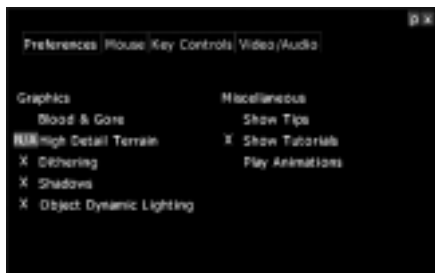 p x
Preferences Mouse Key Controls Video/Audio
Graphics
Blood & Gore
N/A High Detail Terrain
X Dithering
X Shadows
X Object Dynamic Lighting
Miscellaneous
Show Tips
X Show Tutorials
Play Animations